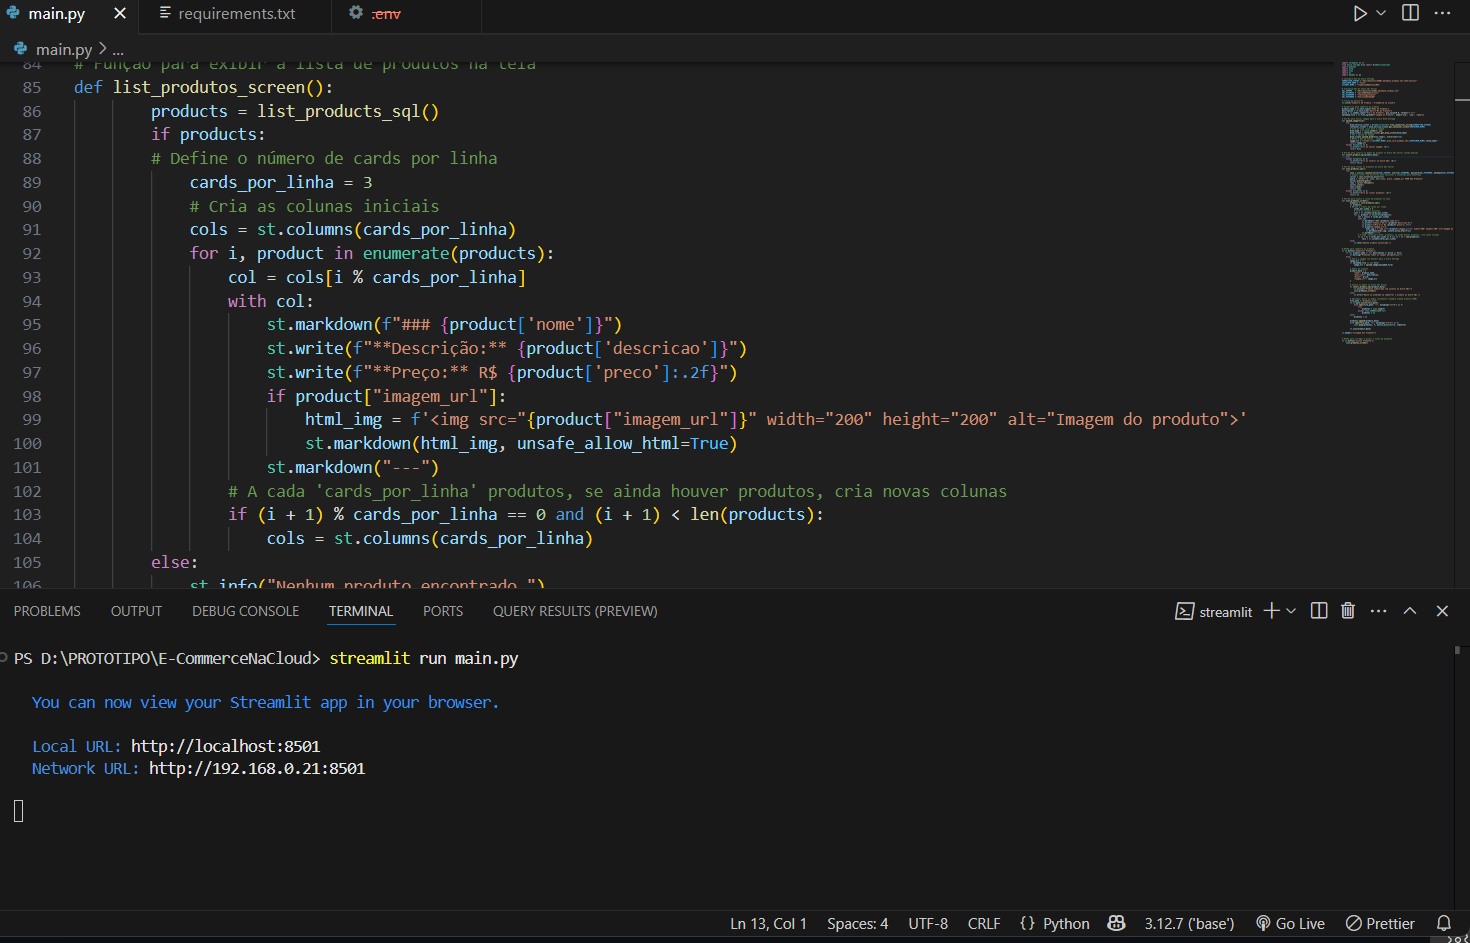 main.py
requirements.txt
.env
main.py > ...
84 # Função para exibir a lista de produtos na tela
85 def list_produtos_screen():
86 products = list_products_sql()
87 if products:
88 # Define o número de cards por linha
89 cards_por_linha = 3
90 # Cria as colunas iniciais
91 cols = st.columns(cards_por_linha)
92 for i, product in enumerate(products):
93 col = cols[i % cards_por_linha]
94 with col:
95 st.markdown(f"### {product['nome']}")
96 st.write(f"**Descrição:** {product['descricao']}")
97 st.write(f"**Preço:** R$ {product['preco']:.2f}")
98 if product["imagem_url"]:
99 html_img = f'<img src="{product["imagem_url"]}" width="200" height="200" alt="Imagem do produto">'
100 st.markdown(html_img, unsafe_allow_html=True)
101 st.markdown("---")
102 # A cada 'cards_por_linha' produtos, se ainda houver produtos, cria novas colunas
103 if (i + 1) % cards_por_linha == 0 and (i + 1) < len(products):
104 cols = st.columns(cards_por_linha)
105 else:
106 st.info("Nenhum produto encontrado.")
PROBLEMS OUTPUT DEBUG CONSOLE TERMINAL PORTS QUERY RESULTS (PREVIEW) streamlit
PS D:\PROTOTIPO\E-CommerceNaCloud> streamlit run main.py
You can now view your Streamlit app in your browser.
Local URL: http://localhost:8501
Network URL: http://192.168.0.21:8501
Ln 13, Col 1 Spaces: 4 UTF-8 CRLF {} Python 3.12.7 ('base') Go Live Prettier